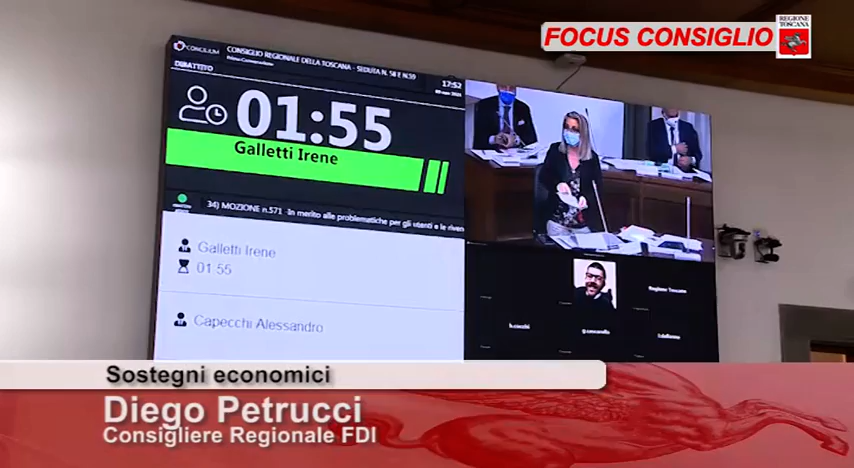 FOCUS CONSIGLIO
REGIONE
TOSCANA
CONCILIUM
CONSIGLIO REGIONALE DELLA TOSCANA - SEDUTA N. 58 E N.59
DIBATTITO
17:52
01:55
Galletti Irene
34) MOZIONE n.571 -In merito alle problematiche per gli utenti e le riven
Galletti Irene
01:55
Capecchi Alessandro
Regione Toscana
Sostegni economici
Diego Petrucci
Consigliere Regionale FDI